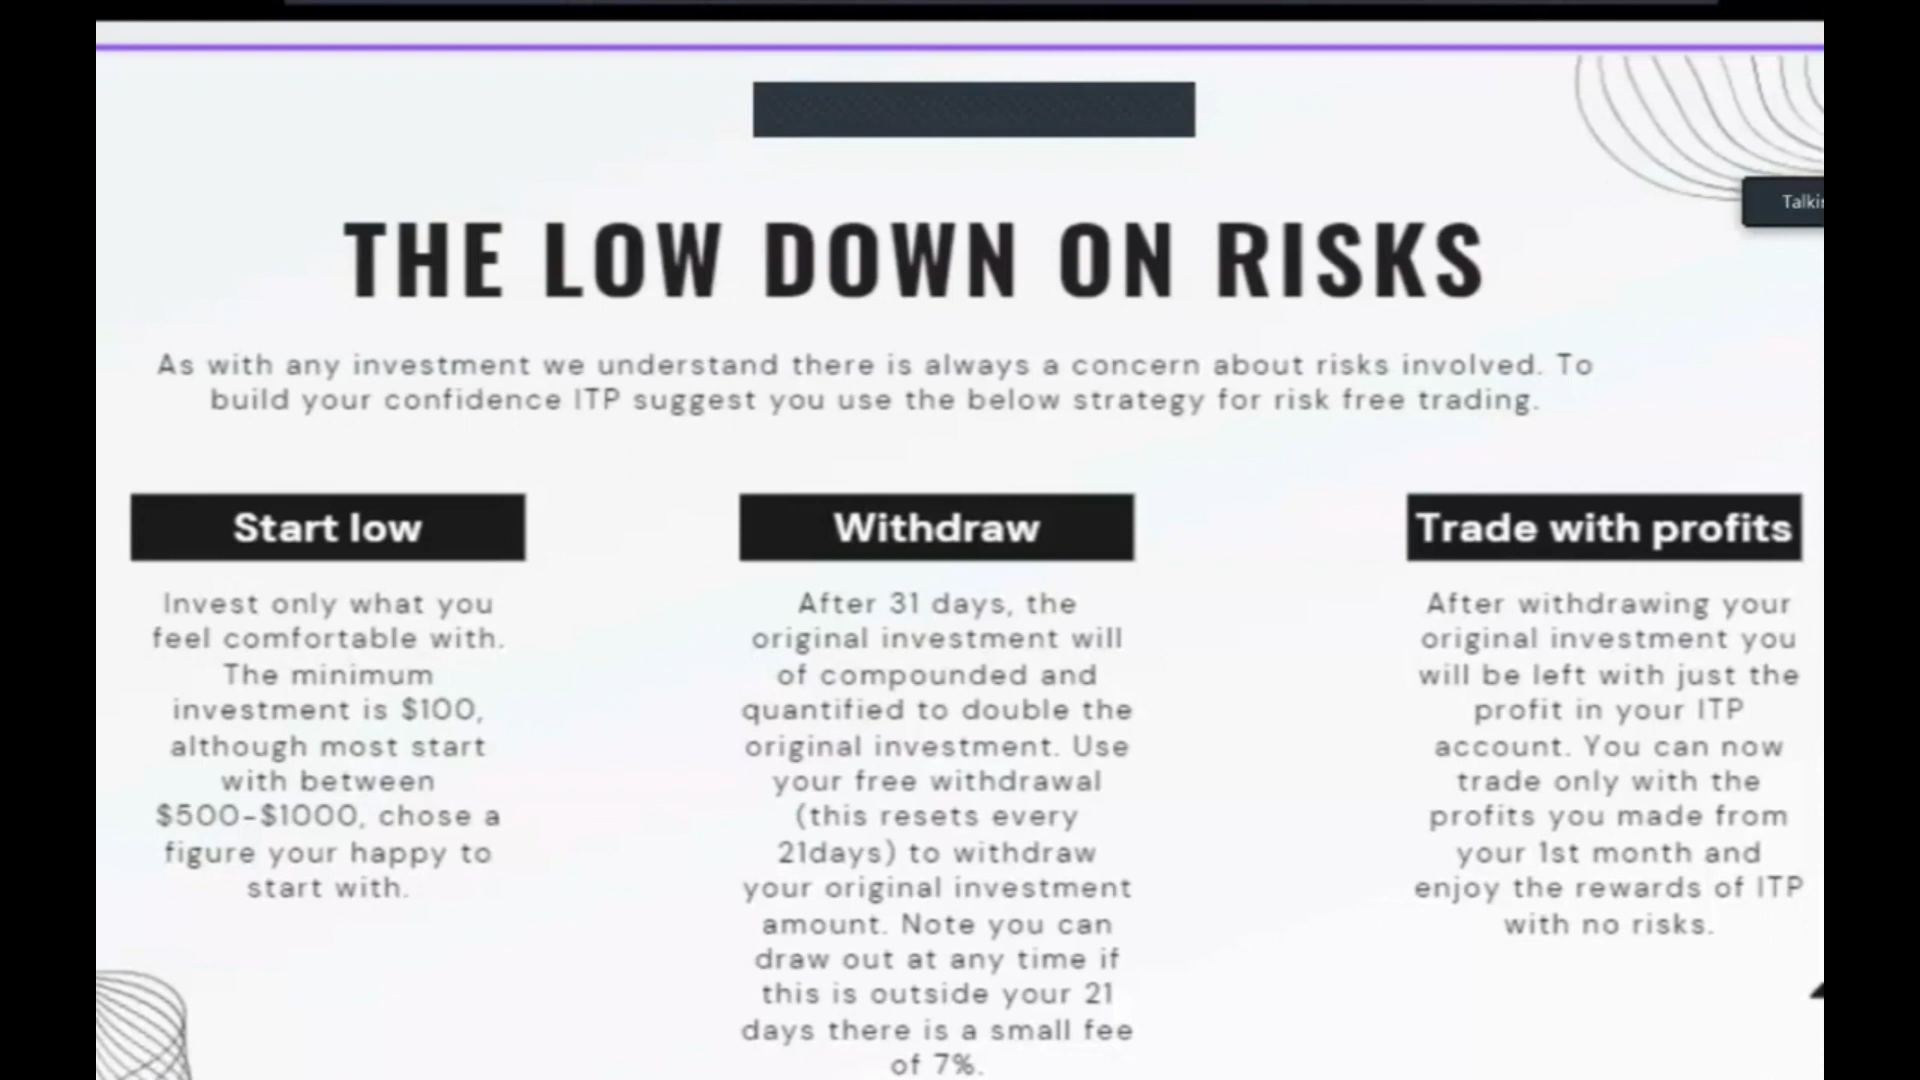 Talki
THE LOW DOWN ON RISKS
As with any investment we understand there is always a concern about risks involved. To
build your confidence ITP suggest you use the below strategy for risk free trading.
Start low
Invest only what you
feel comfortable with.
The minimum
investment is $100,
although most start
with between
$500-$1000, chose a
figure your happy to
start with.
Withdraw
After 31 days, the
original investment will
of compounded and
quantified to double the
original investment. Use
your free withdrawal
(this resets every
21days) to withdraw
your original investment
amount. Note you can
draw out at any time if
this is outside your 21
days there is a small fee
of 7%.
Trade with profits
After withdrawing your
original investment you
will be left with just the
profit in your ITP
account. You can now
trade only with the
profits you made from
your 1st month and
enjoy the rewards of ITP
with no risks.